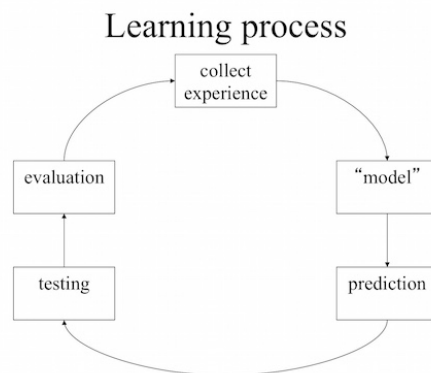 Learning process
collect
experience
evaluation
“model”
testing
prediction